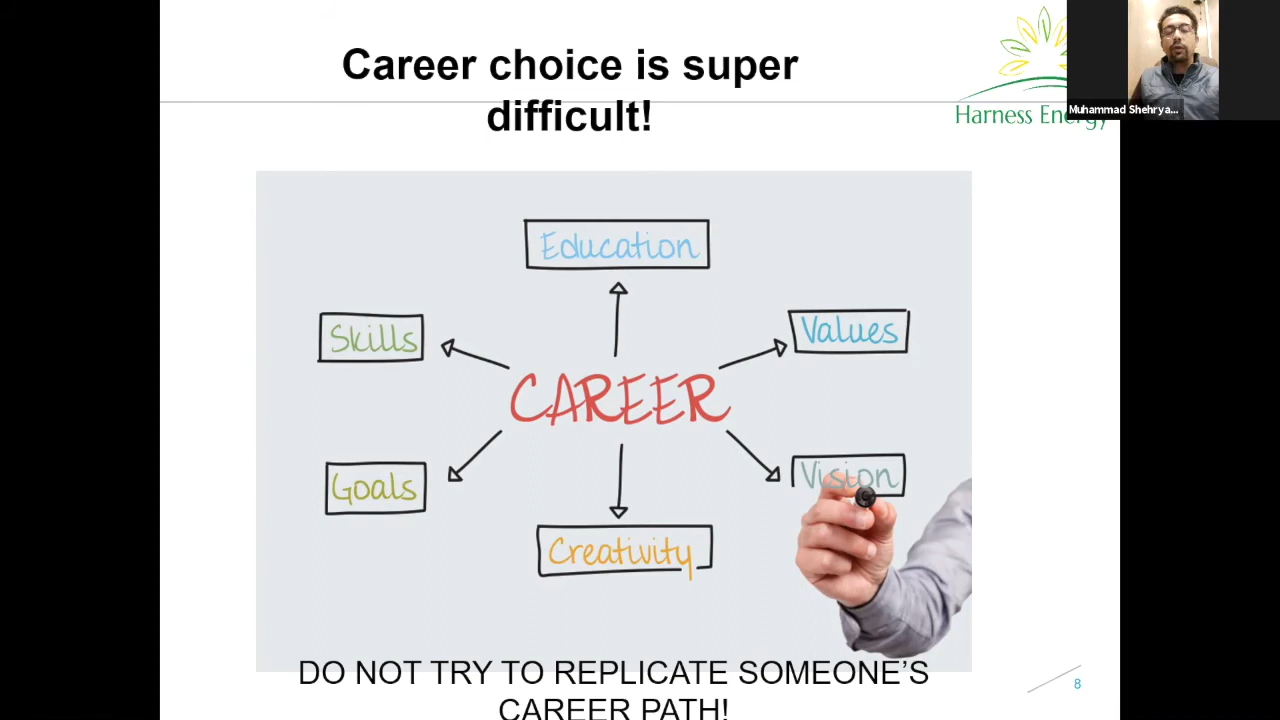 Career choice is super
difficult!
Harness Energy
Muhammad Shehrya...
Education
Skills
Values
CAREER
Goals
Vision
Creativity
DO NOT TRY TO REPLICATE SOMEONE’S
CAREER PATH!
8